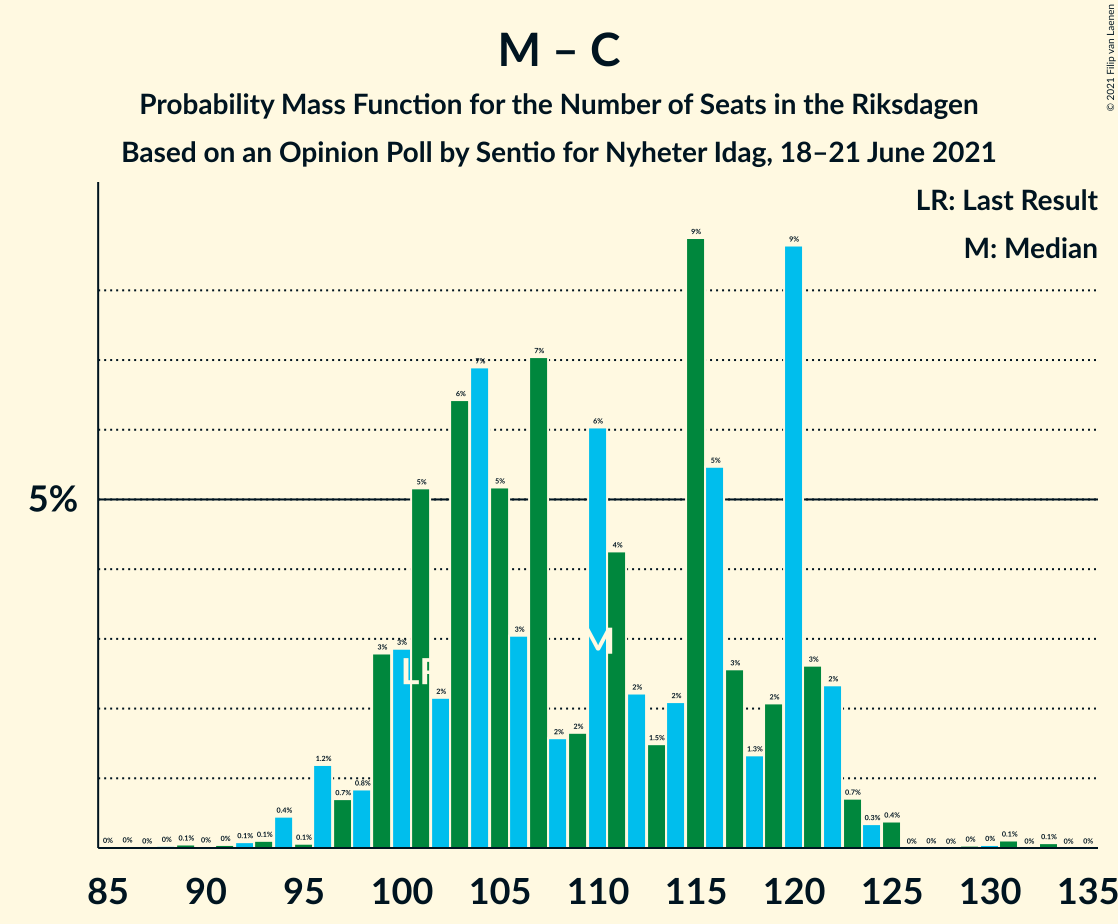 M – C
Probability Mass Function for the Number of Seats in the Riksdagen
Based on an Opinion Poll by Sentio for Nyheter Idag, 18–21 June 2021
© 2021 Filip van Laenen
LR: Last Result
M: Median
5%
0% 0% 0% 0% 0.1% 0% 0% 0.1% 0.1% 0.4% 0.1% 1.2% 0.7% 0.8% 3% 3% 5% 2% 6% 7% 5% 3% 7% 2% 2% 6% 4% 2% 1.5% 2% 9% 5% 3% 1.3% 2% 9% 3% 2% 0.7% 0.3% 0.4% 0% 0% 0% 0% 0% 0.1% 0% 0.1% 0% 0%
LR
M
85 90 95 100 105 110 115 120 125 130 135